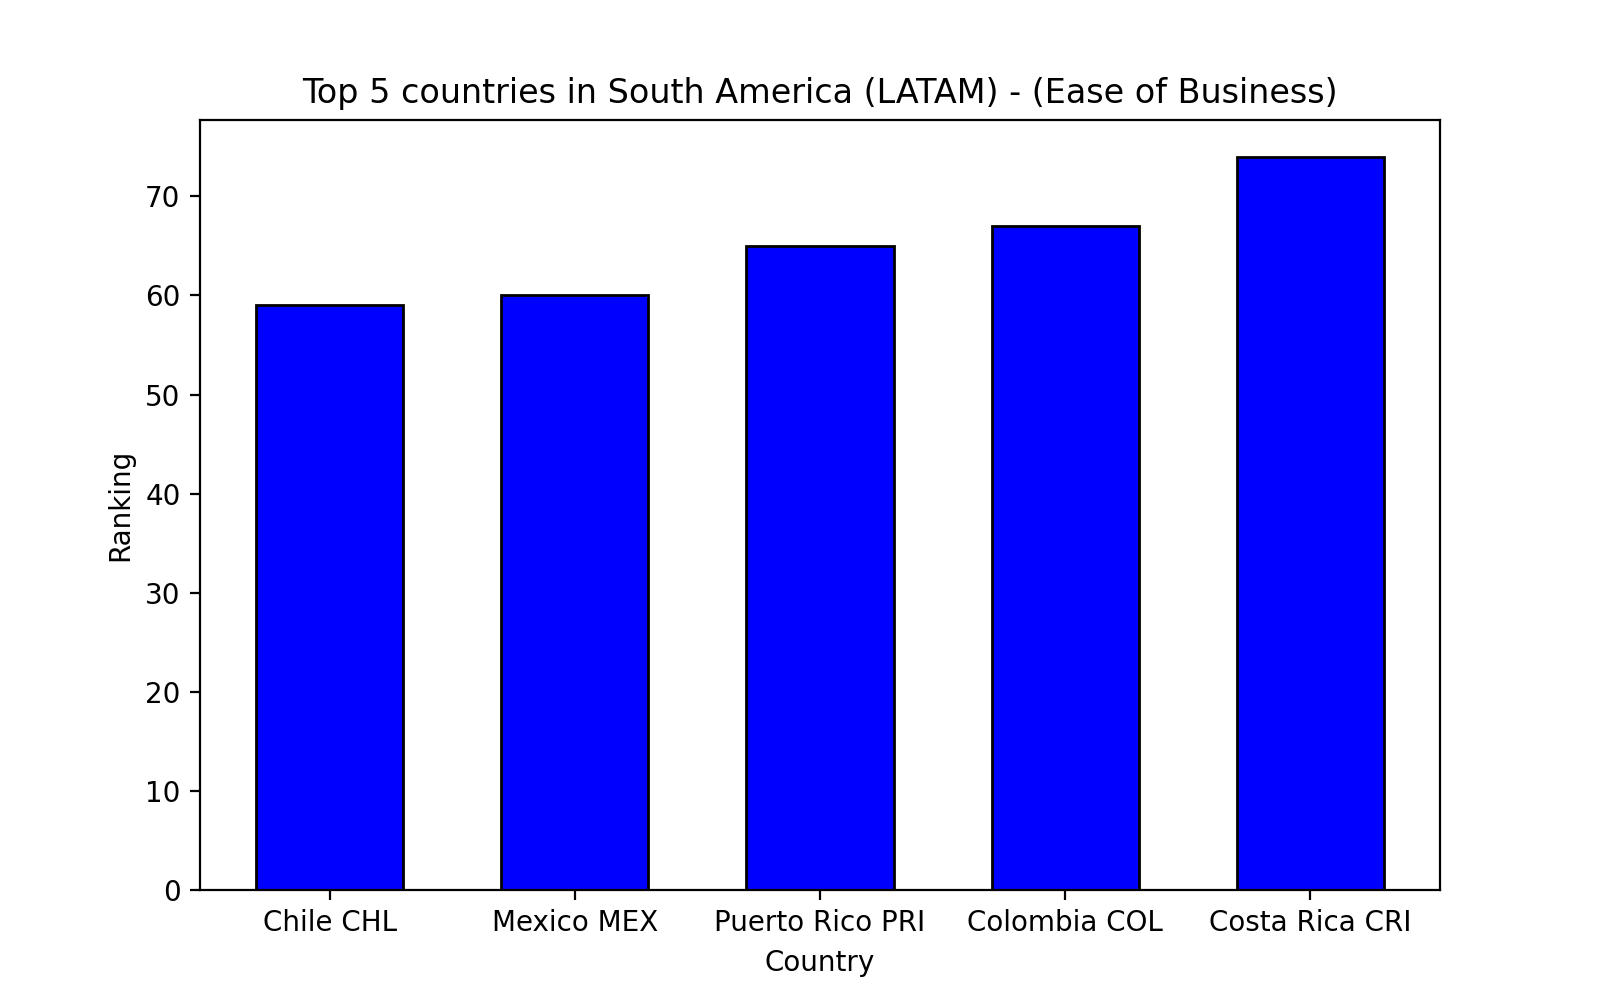 Top 5 countries in South America (LATAM) - (Ease of Business)
Ranking
70
60
50
40
30
20
10
0
Chile CHL Mexico MEX Puerto Rico PRI Colombia COL Costa Rica CRI
Country